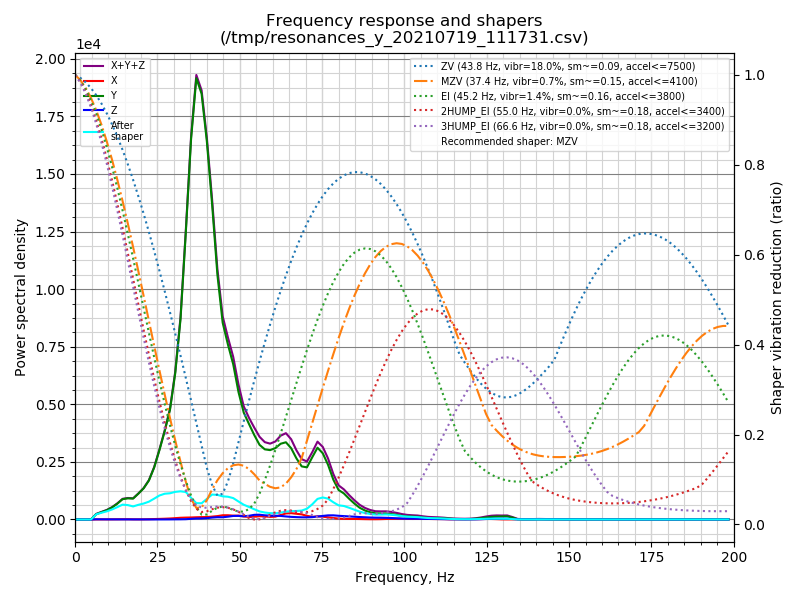 Frequency response and shapers
(/tmp/resonances_y_20210719_111731.csv)
1e4
X+Y+Z
X
Y
Z
After
shaper
ZV (43.8 Hz, vibr=18.0%, sm~=0.09, accel<=7500)
MZV (37.4 Hz, vibr=0.7%, sm~=0.15, accel<=4100)
EI (45.2 Hz, vibr=1.4%, sm~=0.16, accel<=3800)
2HUMP_EI (55.0 Hz, vibr=0.0%, sm~=0.18, accel<=3400)
3HUMP_EI (66.6 Hz, vibr=0.0%, sm~=0.18, accel<=3200)
Recommended shaper: MZV
Power spectral density
2.00
1.75
1.50
1.25
1.00
0.75
0.50
0.25
0.00
1.0
0.8
0.6
0.4
0.2
0.0
Shaper vibration reduction (ratio)
0 25 50 75 100 125 150 175 200
Frequency, Hz